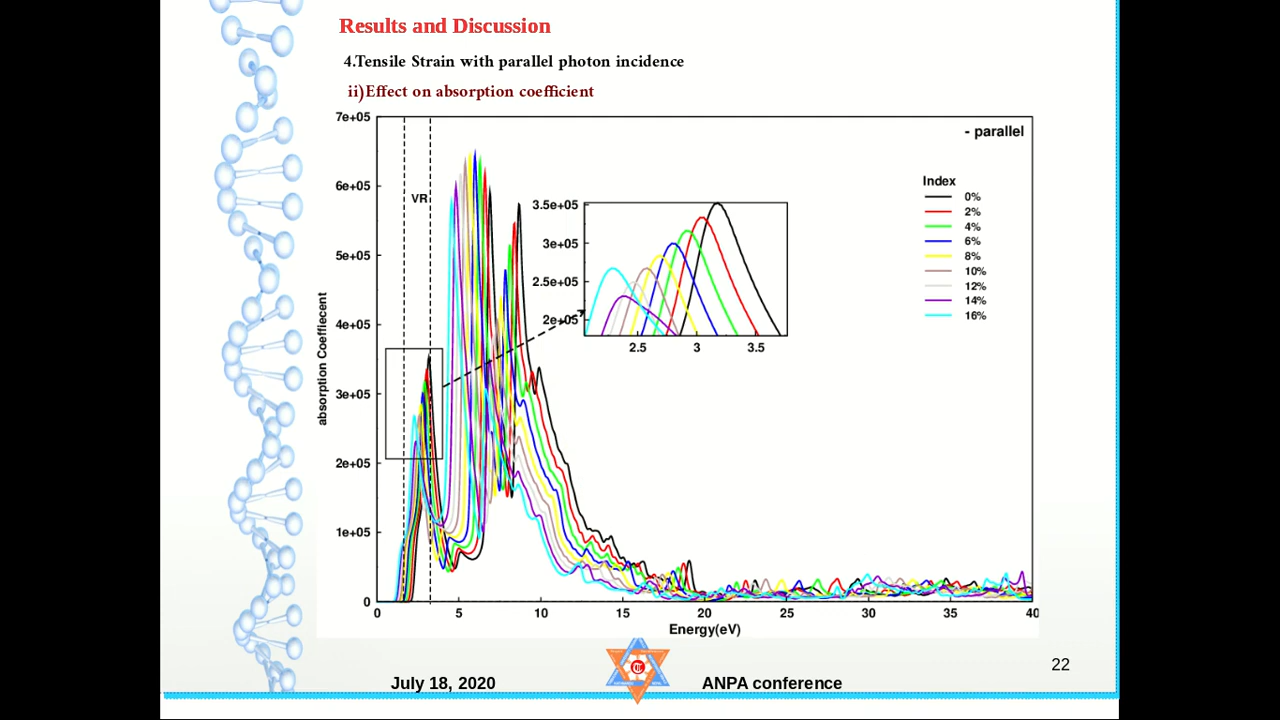 Results and Discussion
4.Tensile Strain with parallel photon incidence
ii)Effect on absorption coefficient
7e+05
6e+05
5e+05
4e+05
3e+05
2e+05
1e+05
0
absorption Coeffiecent
VR
- parallel
Index
0%
2%
4%
6%
8%
10%
12%
14%
16%
3.5e+05
3e+05
2.5e+05
2e+05
2.5 3 3.5
0 5 10 15 20 25 30 35 40
Energy(eV)
22
July 18, 2020 ANPA conference